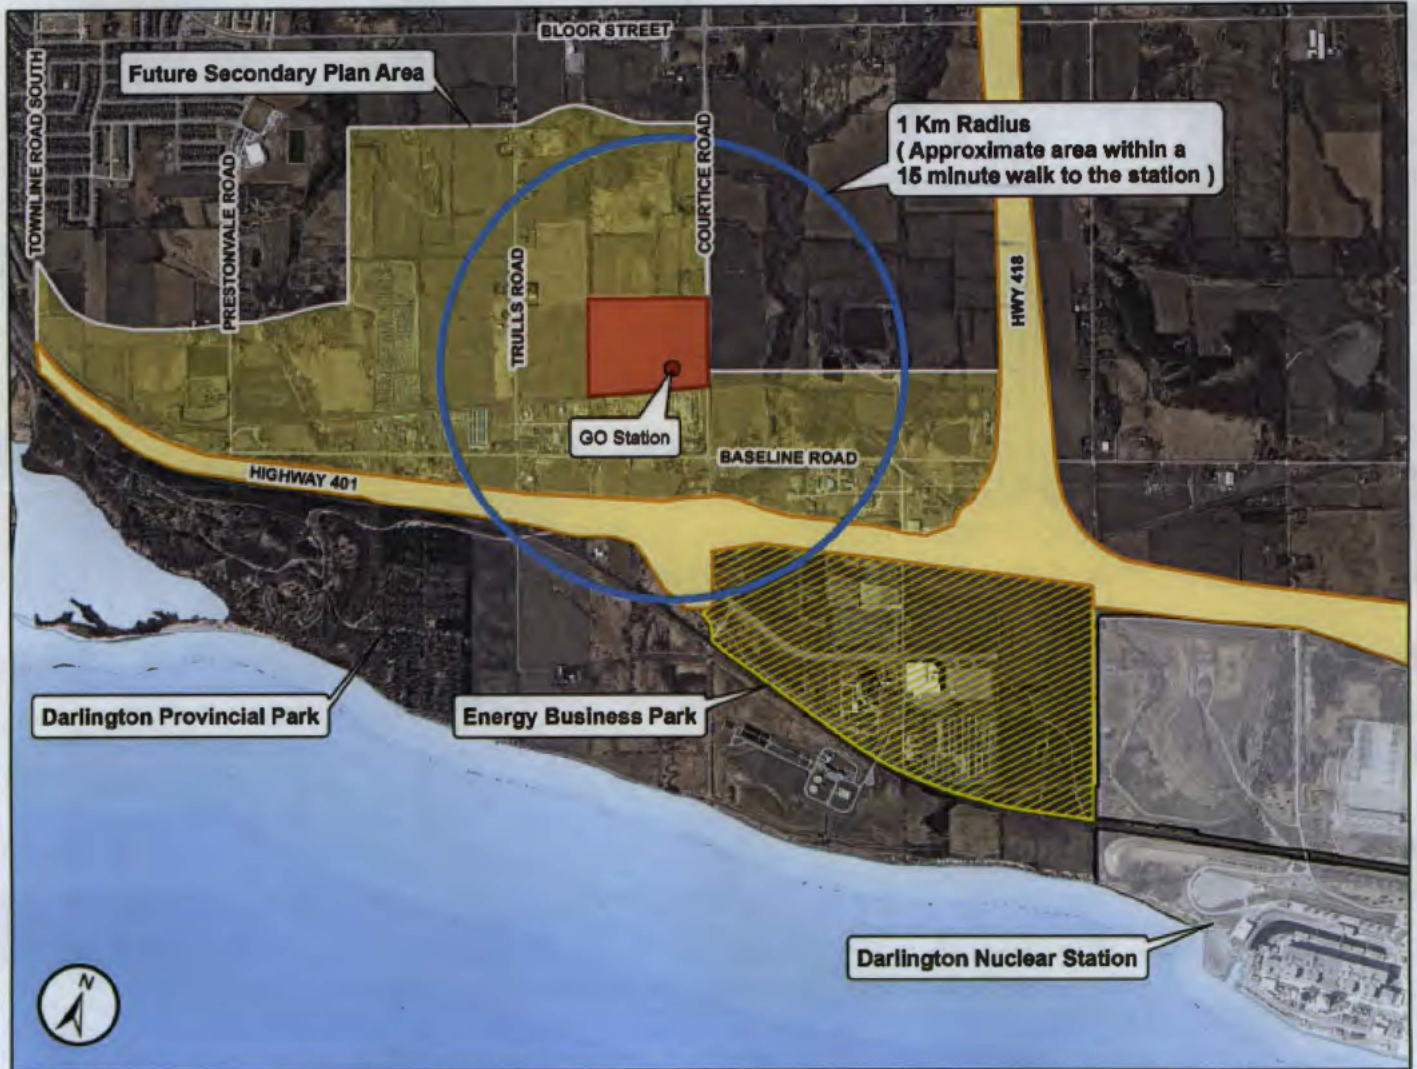 BLOOR STREET
TOWNLINE ROAD SOUTH
Future Secondary Plan Area
1 Km Radius
( Approximate area within a
15 minute walk to the station )
PRESTONVALE ROAD
COURTICE ROAD
TRULLS ROAD
HWY 418
GO Station
BASELINE ROAD
HIGHWAY 401
Darlington Provincial Park
Energy Business Park
Darlington Nuclear Station
N